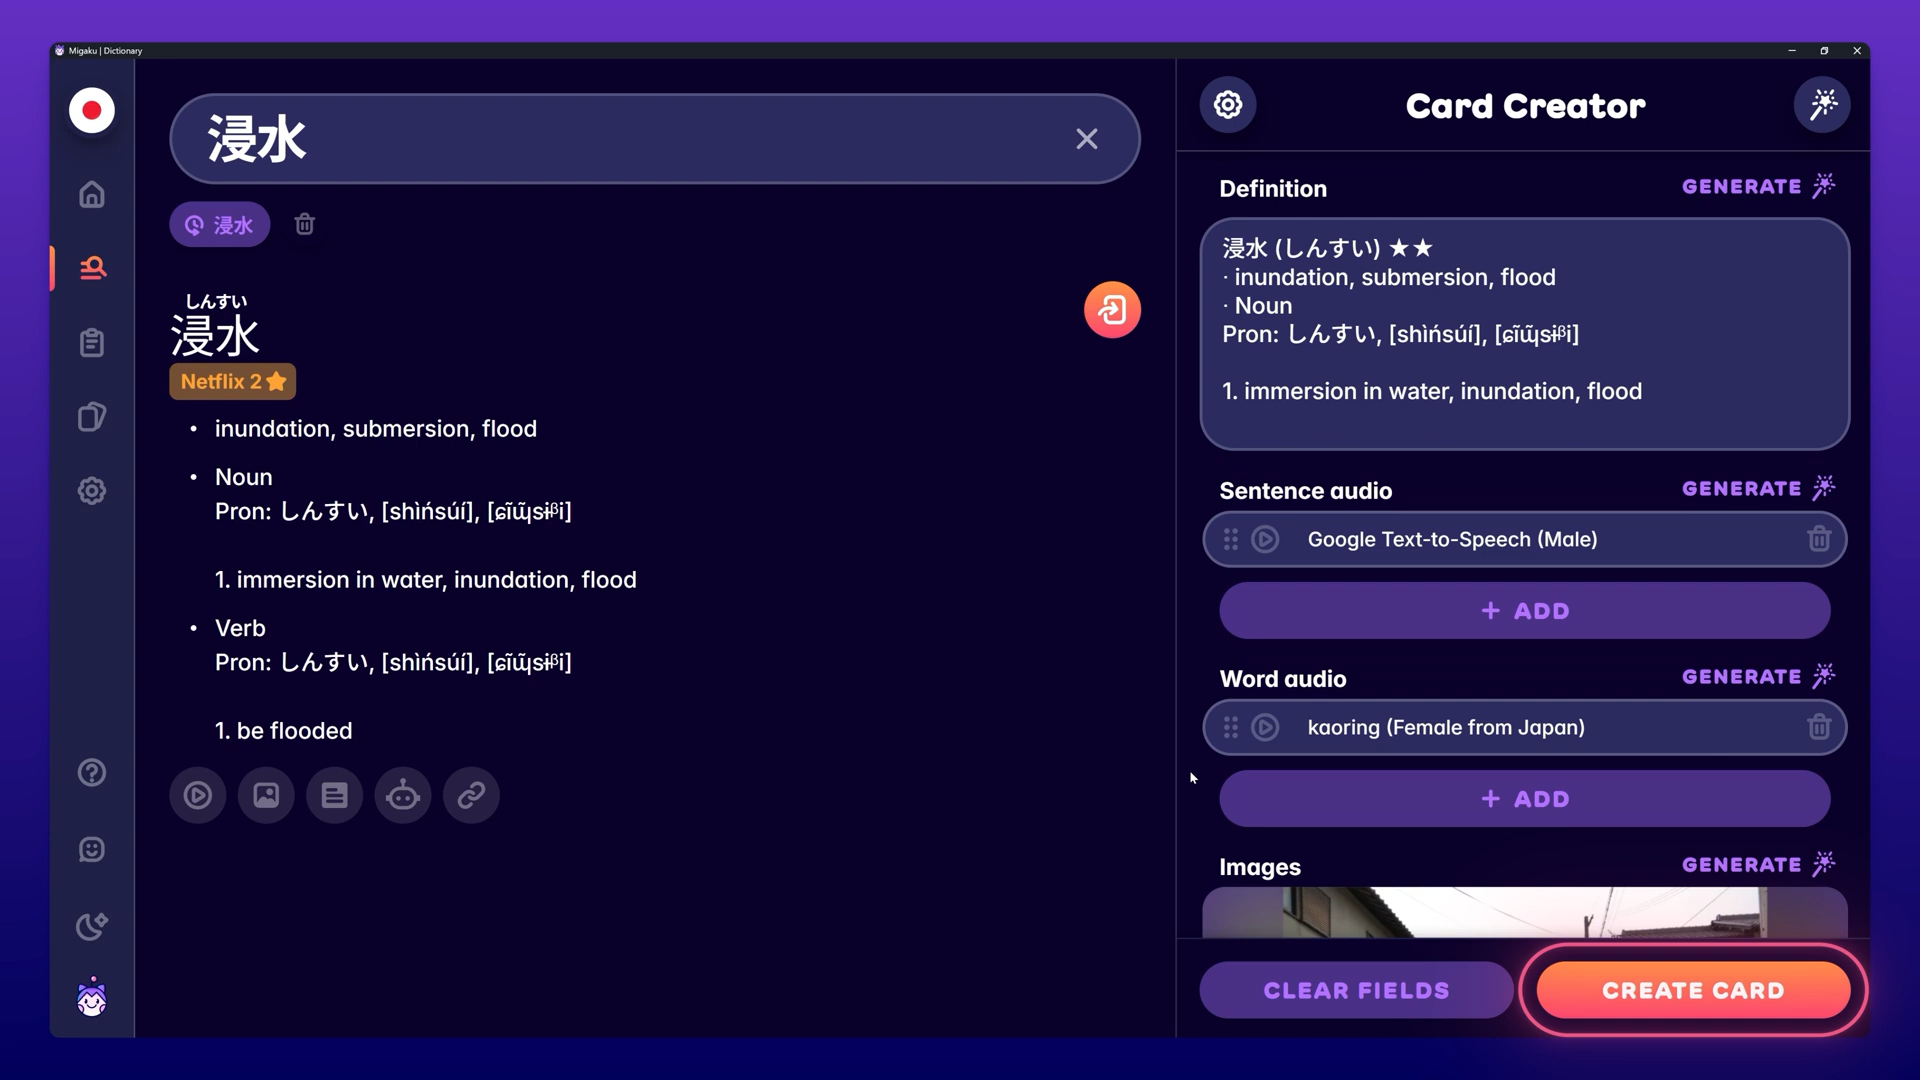 Migaku | Dictionary
浸水
浸水
しんすい
浸水
Netflix 2
• inundation, submersion, flood
• Noun
Pron: しんすい, [shìńsúí], [ɕĩɰ̃sɨᵝi]
1. immersion in water, inundation, flood
• Verb
Pron: しんすい, [shìńsúí], [ɕĩɰ̃sɨᵝi]
1. be flooded
Card Creator
Definition
GENERATE
浸水 (しんすい) ★★
· inundation, submersion, flood
· Noun
Pron: しんすい, [shìńsúí], [ɕĩɰ̃sɨᵝi]
1. immersion in water, inundation, flood
Sentence audio
GENERATE
Google Text-to-Speech (Male)
+ ADD
Word audio
GENERATE
kaoring (Female from Japan)
+ ADD
Images
GENERATE
CLEAR FIELDS
CREATE CARD